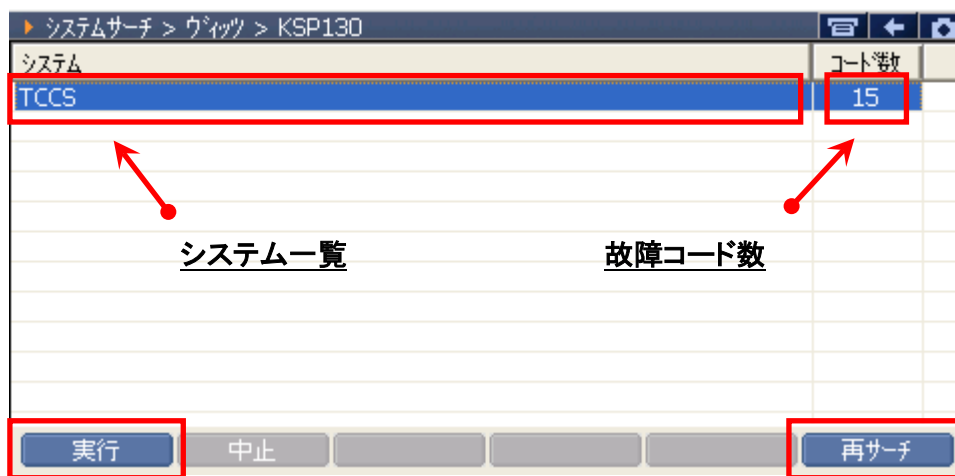 システムサーチ > ヴィッツ > KSP130
システム コード数
TCCS 15
システム一覧 故障コード数
実行 中止 再サーチ